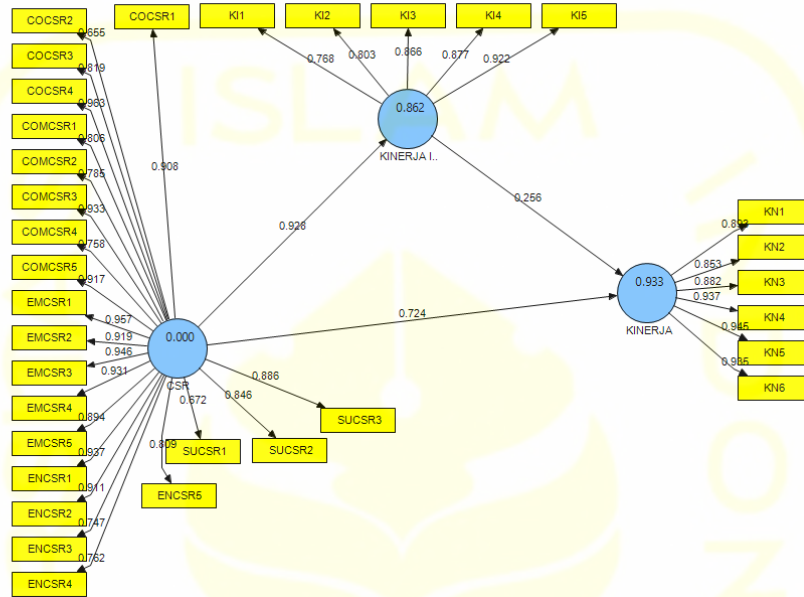 COCSR2
COCSR3
COCSR4
COMCSR1
COMCSR2
COMCSR3
COMCSR4
COMCSR5
EMCSR1
EMCSR2
EMCSR3
EMCSR4
EMCSR5
ENCSR1
ENCSR2
ENCSR3
ENCSR4
0.655
0.819
0.963
0.806
0.785
0.933
0.758
0.917
0.957
0.919
0.946
0.931
0.894
0.937
0.911
0.747
0.762
COCSR1
0.908
KI1
KI2
KI3
KI4
KI5
0.768
0.803
0.866
0.877
0.922
0.862
KINERJA I..
0.928
0.256
0.724
0.000
CSR
0.809
0.672
0.846
0.886
ENCSR5
SUCSR1
SUCSR2
SUCSR3
0.933
KINERJA
0.853
0.882
0.937
0.945
0.935
KN1
KN2
KN3
KN4
KN5
KN6
ISLAM